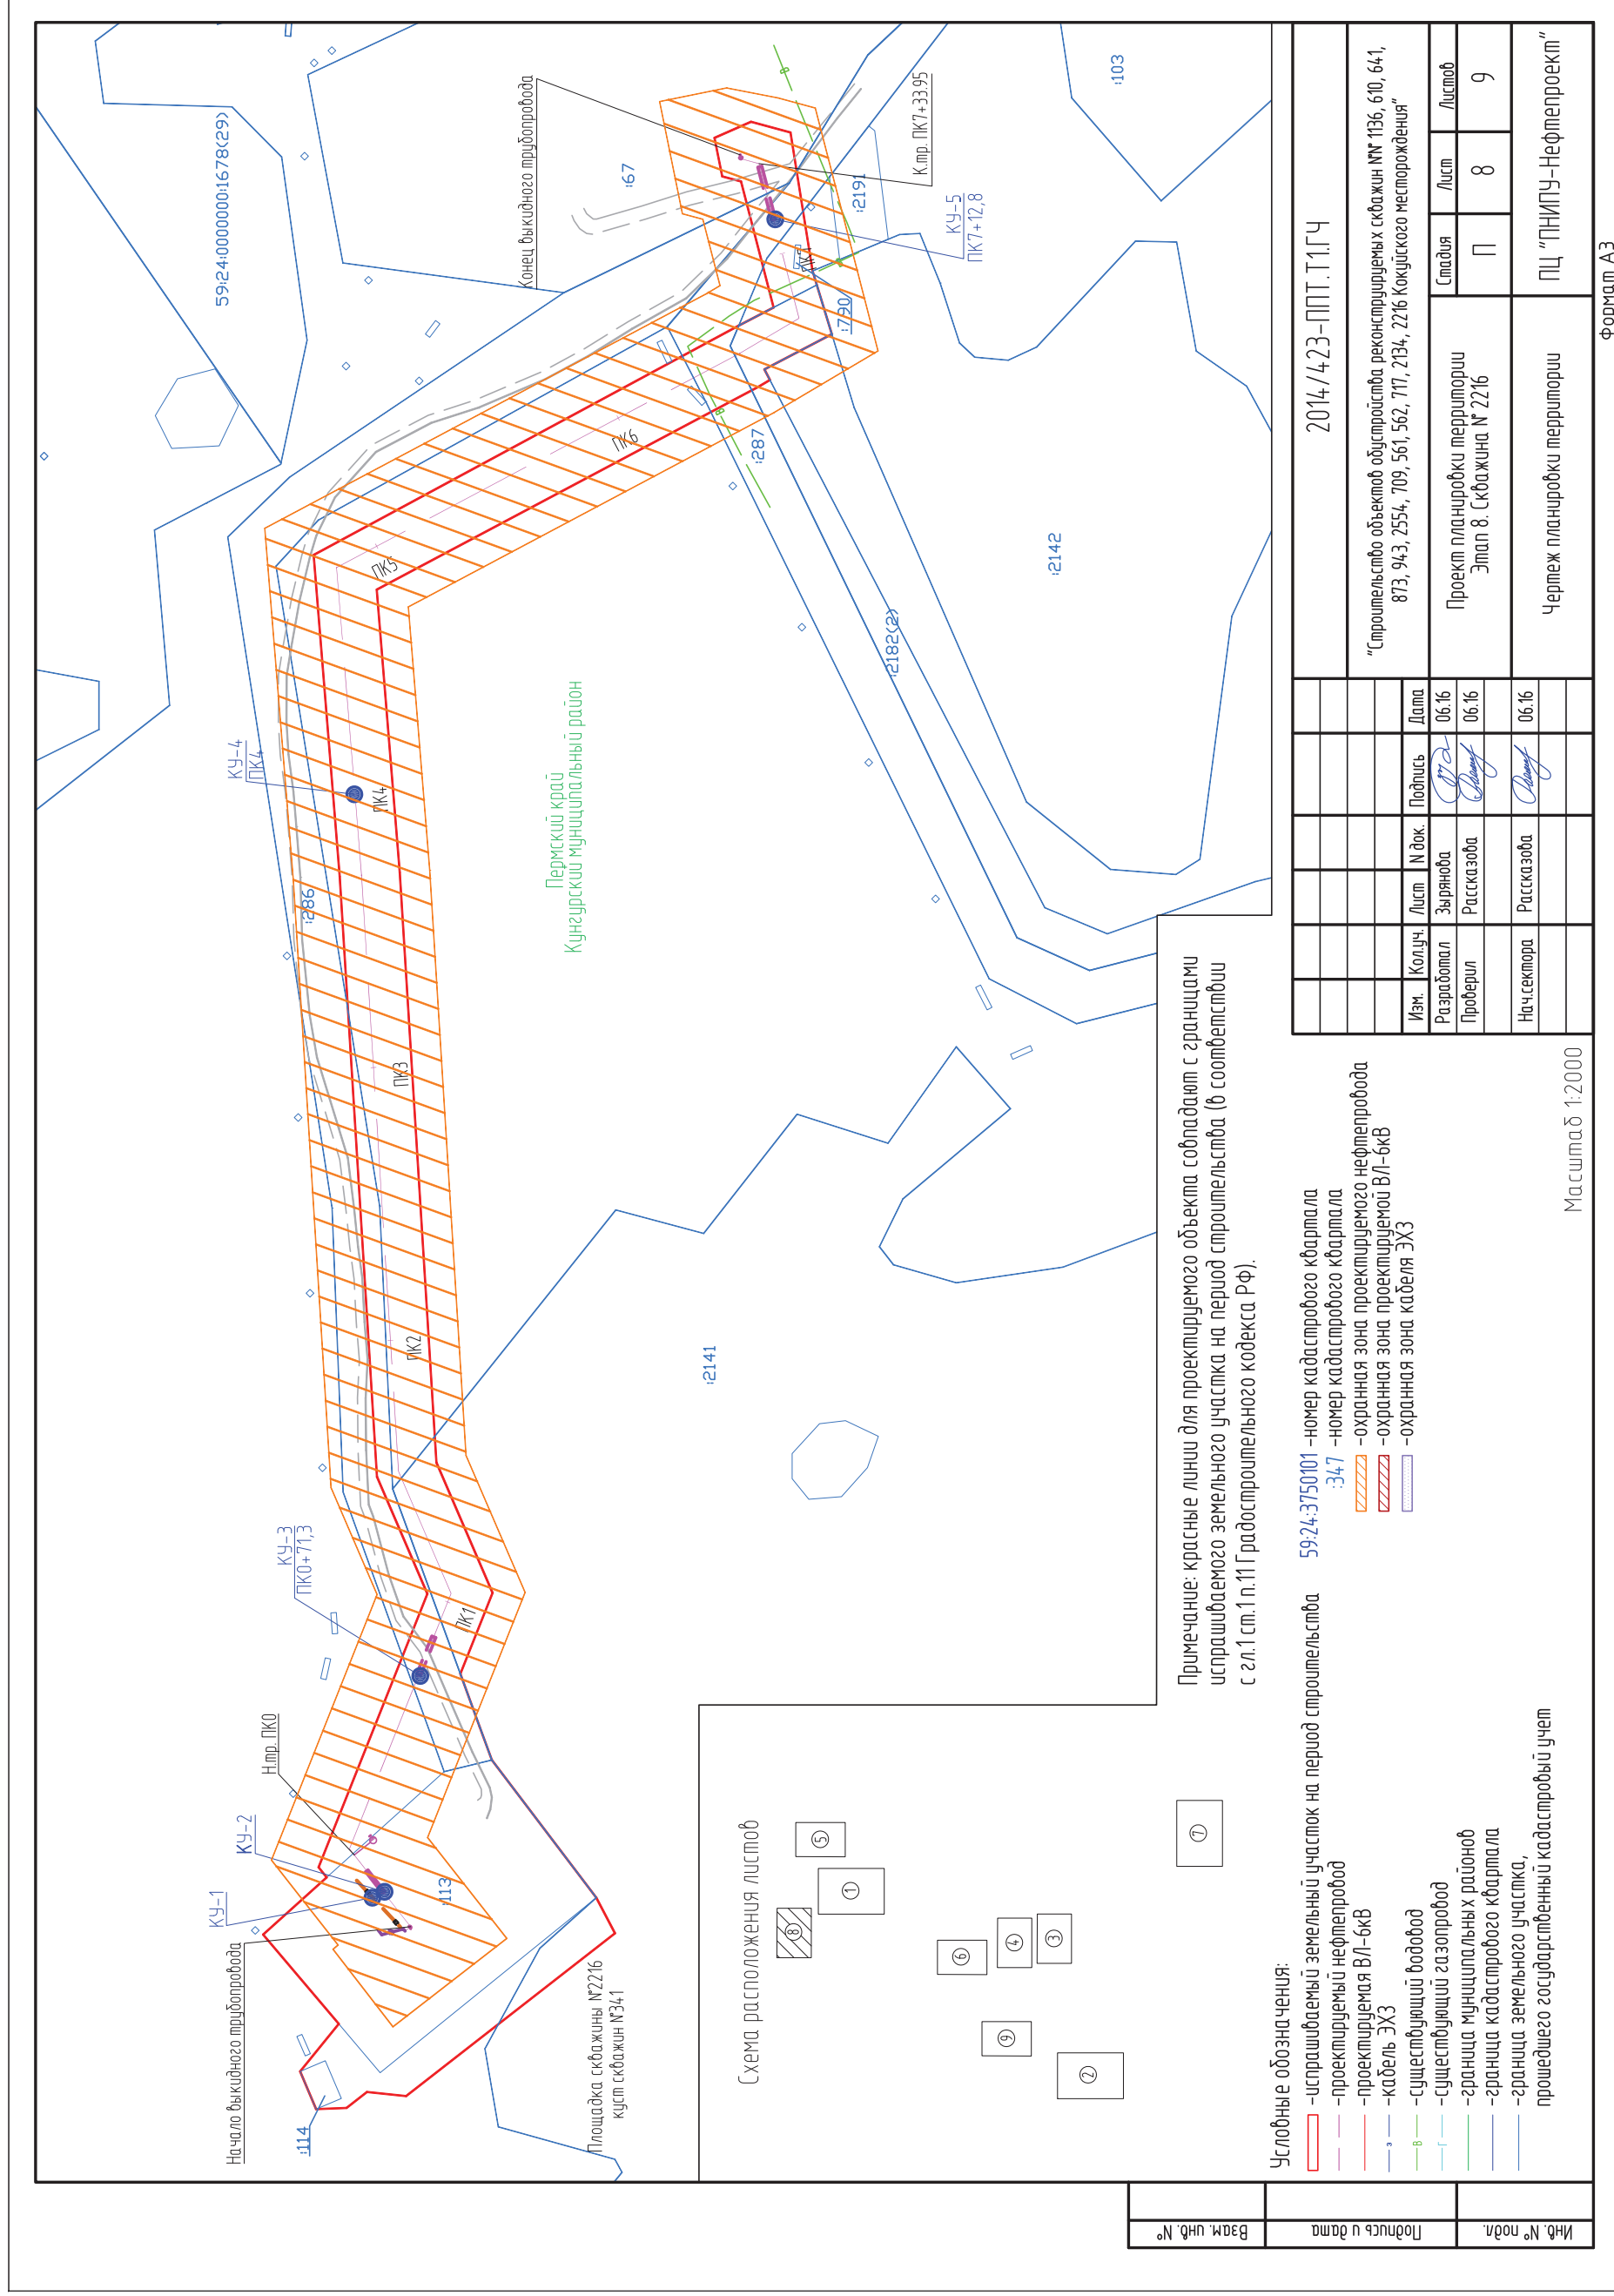 59:24:0000000:1678(29)
:103
Конец выкидного трубопровода
К.тр. ПК7+33.95
:67
:2191
КУ-5
ПК7+12,8
ПК7
:790
:287
ПК6
ПК5
:2142
:2182(2)
КУ-4
ПК4
ПК4
:286
Пермский край
Кунгурский муниципальный район
ПК3
ПК2
:2141
КУ-3
ПК0+71,3
ПК1
Н.тр. ПК0
КУ-2
КУ-1
:113
Начало выкидного трубопровода
:114
Площадка скважины №2216
куст скважин №341
В
В
В
Схема расположения листов
5
1
8
7
6
4
3
9
2
Примечание: красные линии для проектируемого объекта совпадают с границами
испрашиваемого земельного участка на период строительства (в соответствии
с гл.1 ст.1 п.11 Градостроительного кодекса РФ).
Условные обозначения:
-испрашиваемый земельный участок на период строительства
-проектируемый нефтепровод
-проектируемая ВЛ-6кВ
э -кабель ЭХЗ
В -существующий водовод
Г -существующий газопровод
-граница муниципальных районов
-граница кадастрового квартала
-граница земельного участка,
прошедшего государственный кадастровый учет
59:24:3750101 -номер кадастрового квартала
:347 -номер кадастрового квартала
-охранная зона проектируемого нефтепровода
-охранная зона проектируемой ВЛ-6кВ
-охранная зона кабеля ЭХЗ
Масштаб 1:2000
2014/423-ППТ.Т1.ГЧ
"Строительство объектов обустройства реконструируемых скважин №№ 1136, 610, 641,
873, 943, 2554, 709, 561, 562, 717, 2134, 2216 Кокуйского месторождения"
Изм. Кол.уч. Лист N док. Подпись Дата
Разработал Зырянова 06.16
Проверил Рассказова 06.16
Нач.сектора Рассказова 06.16
Проект планировки территории
Этап 8. Скважина № 2216
Стадия Лист Листов
П 8 9
Чертеж планировки территории
ПЦ "ПНИПУ-Нефтепроект"
Формат А3
Взам. инв. N°
Подпись и дата
Инв. N° подл.